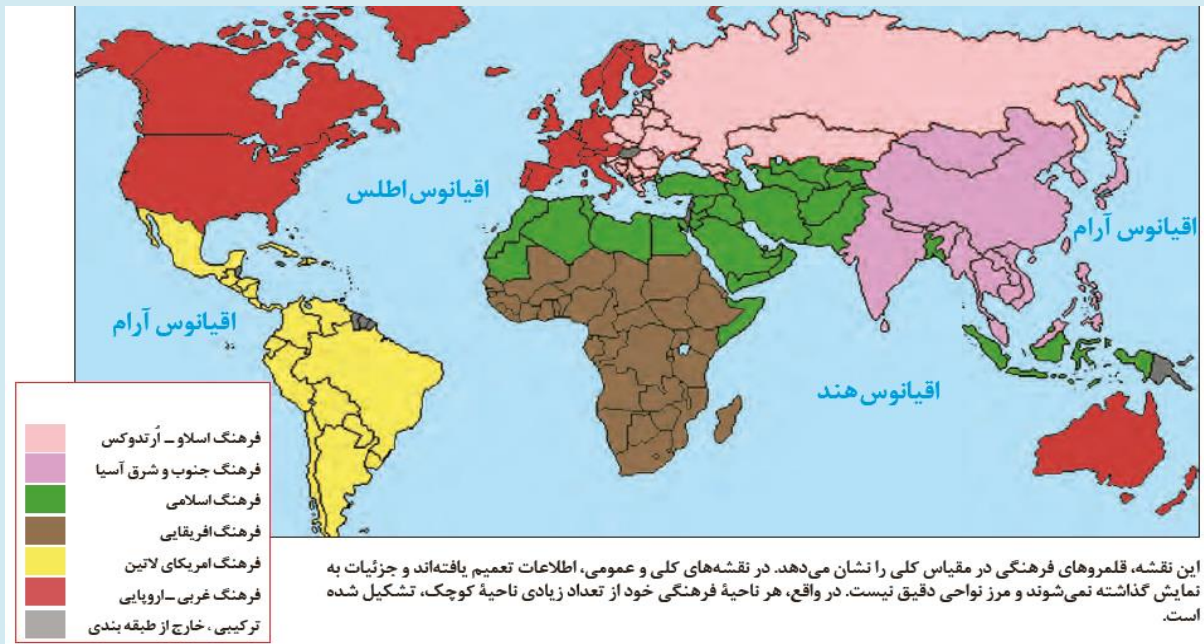 اقیانوس اطلس
اقیانوس آرام
اقیانوس آرام
اقیانوس هند
فرهنگ اسلاو ـ اُرتدوکس
فرهنگ جنوب و شرق آسیا
فرهنگ اسلامی
فرهنگ افریقایی
فرهنگ امریکای لاتین
فرهنگ غربی ـ اروپایی
ترکیبی، خارج از طبقه بندی
این نقشه، قلمروهای فرهنگی در مقیاس کلی را نشان می‌دهد. در نقشه‌های کلی و عمومی، اطلاعات تعمیم یافته‌اند و جزئیات به
نمایش گذاشته نمی‌شوند و مرز نواحی دقیق نیست. در واقع، هر ناحیهٔ فرهنگی خود از تعداد زیادی ناحیهٔ کوچک، تشکیل شده
است.